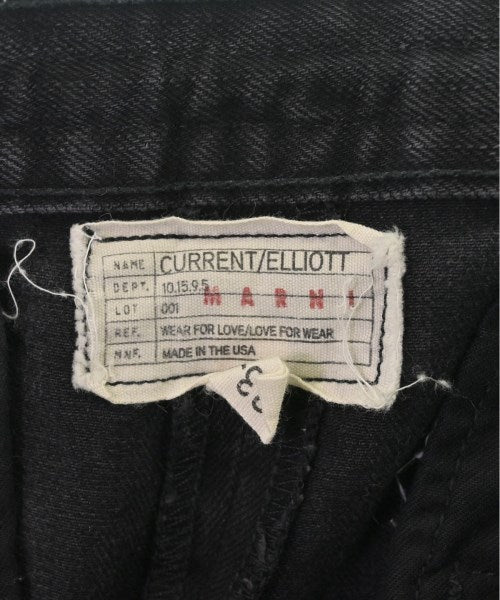 NAME CURRENT/ELLIOTT
DEPT. 10.15.9.5
MARNI
LOT 001
REF. WEAR FOR LOVE/LOVE FOR WEAR
MNF. MADE IN THE USA